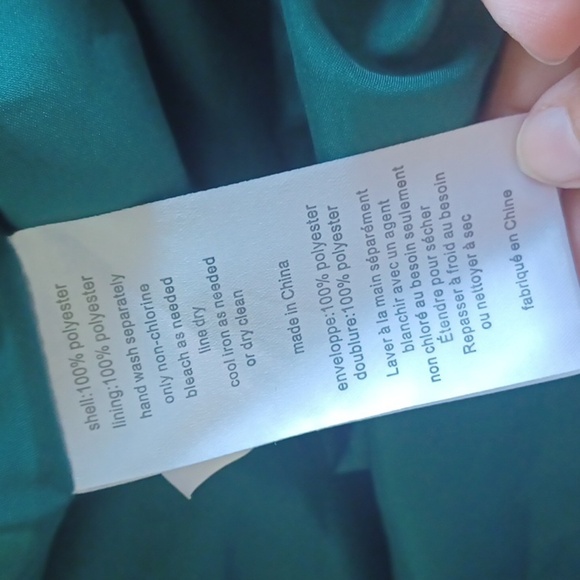 shell:100% polyester
lining:100% polyester
hand wash separately
only non-chlorine
bleach as needed
line dry
cool iron as needed
or dry clean
made in China
enveloppe:100% polyester
doublure:100% polyester
Laver à la main séparément
blanchir avec un agent
non chloré au besoin seulement
Étendre pour sécher
Repasser à froid au besoin
ou nettoyer à sec
fabriqué en Chine